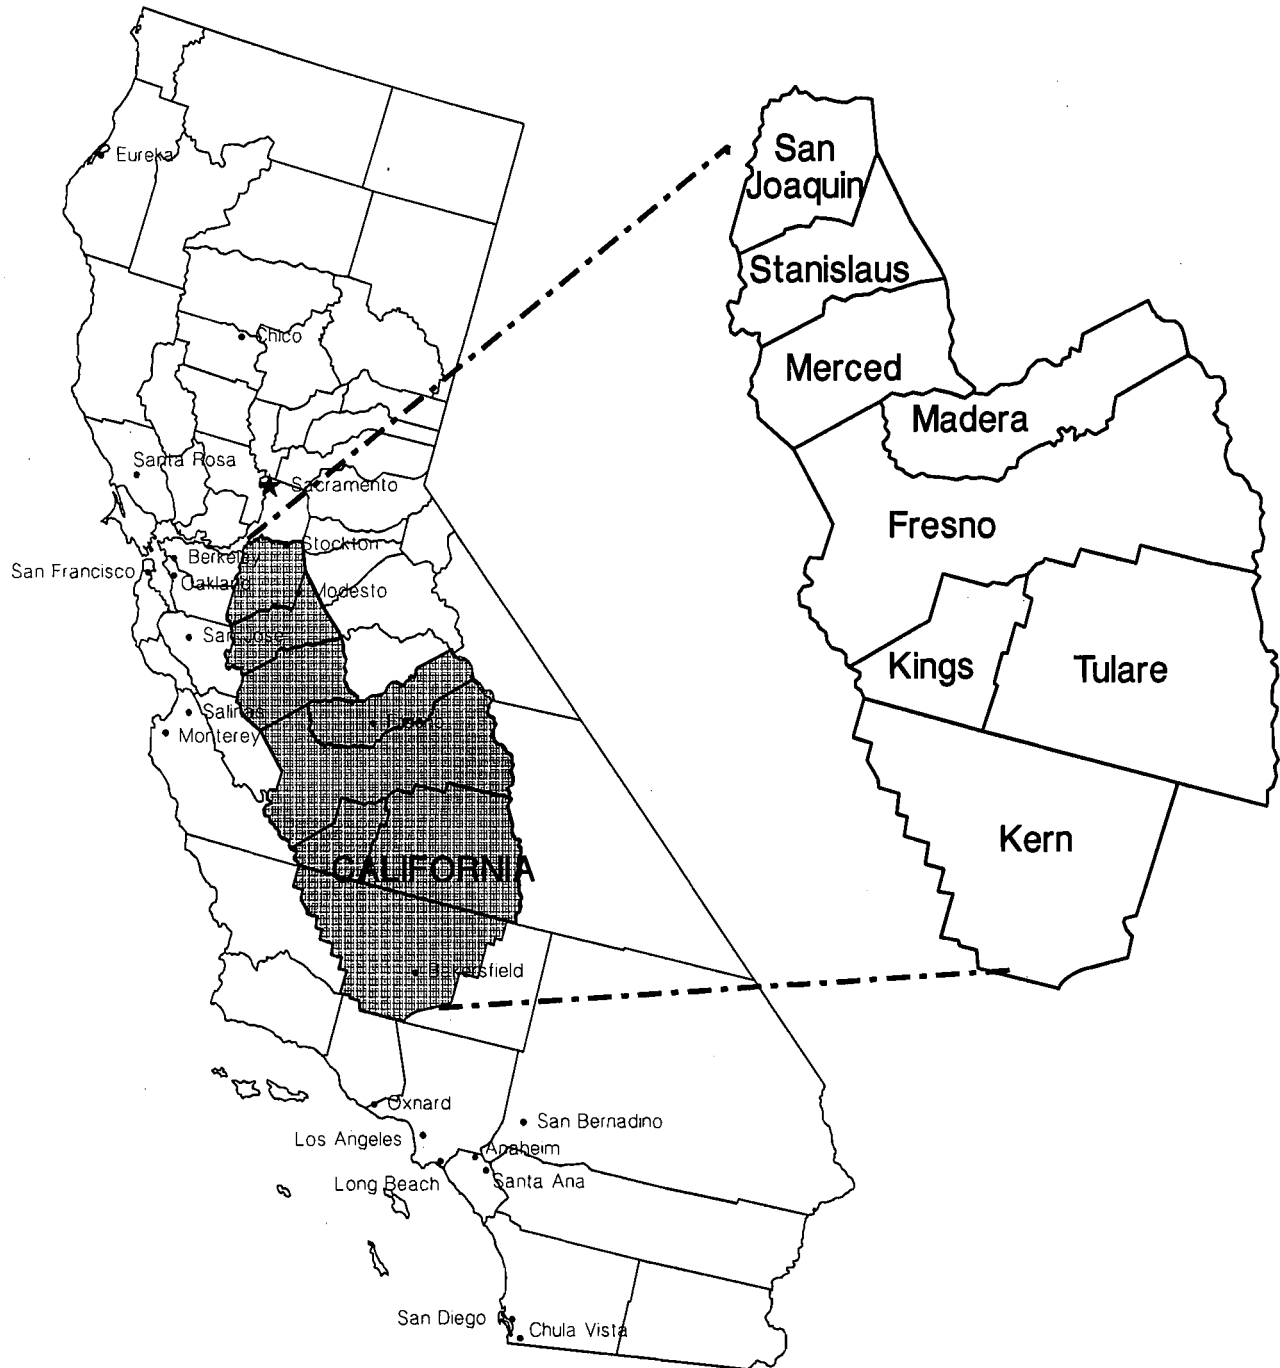 Eureka
Chico
Santa Rosa
Sacramento
Stockton
Berkeley
San Francisco
Oakland
Modesto
San Jose
Salinas
Monterey
Fresno
CALIFORNIA
Bakersfield
Oxnard
San Bernadino
Los Angeles
Anaheim
Long Beach
Santa Ana
San Diego
Chula Vista
San
Joaquin
Stanislaus
Merced
Madera
Fresno
Kings
Tulare
Kern